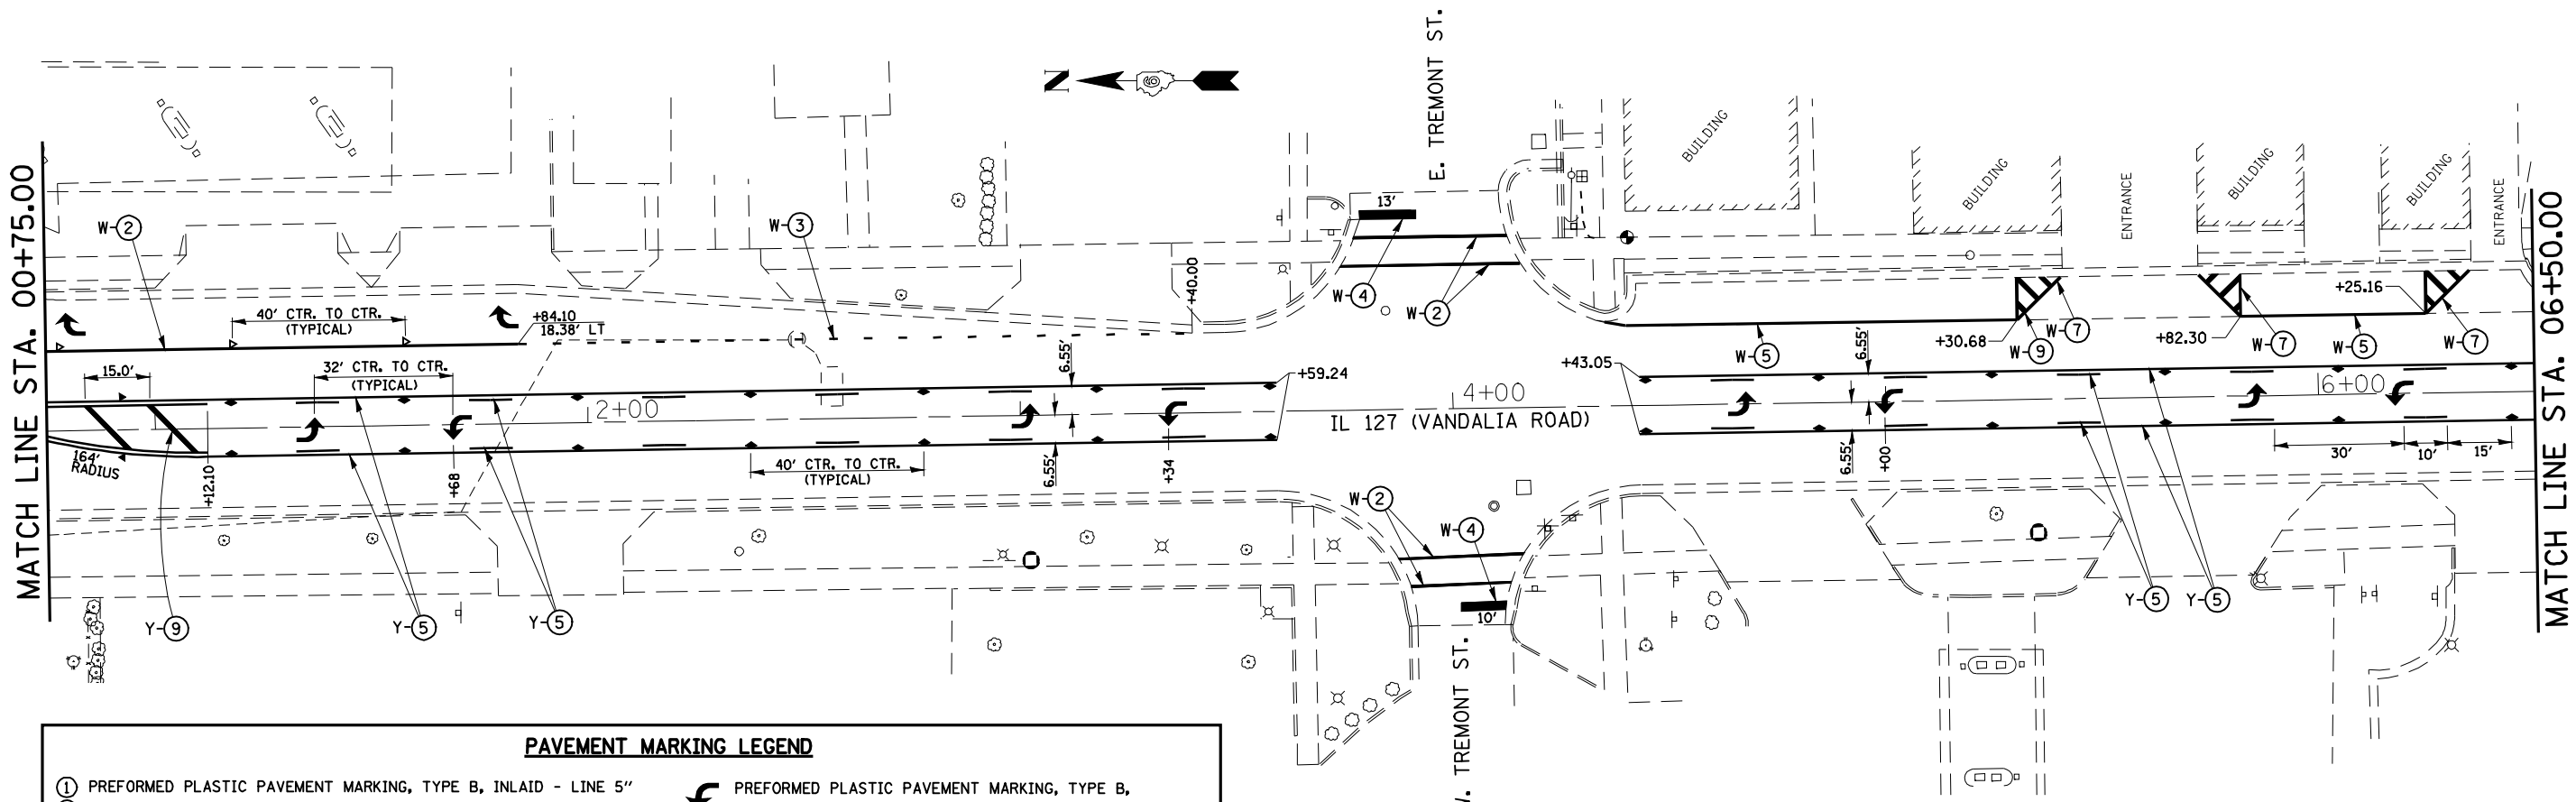 MATCH LINE STA. 00+75.00
W-2
40' CTR. TO CTR.
(TYPICAL)
+84.10
18.38' LT
W-3
N
+40.00
E. TREMONT ST.
13'
W-4
W-2
BUILDING
BUILDING
ENTRANCE
BUILDING
BUILDING
ENTRANCE
MATCH LINE STA. 06+50.00
+30.68
W-5
W-9
W-7
+82.30
W-7
W-5
+25.16
W-7
15.0'
32' CTR. TO CTR.
(TYPICAL)
6.55'
+59.24
+43.05
6.55'
2+00
4+00
6+00
IL 127 (VANDALIA ROAD)
164'
RADIUS
+12.10
+68
40' CTR. TO CTR.
(TYPICAL)
6.55'
+34
6.55'
+00
30'
10'
15'
W-2
W-4
10'
Y-9
Y-5
Y-5
Y-5
Y-5
TREMONT ST.
PAVEMENT MARKING LEGEND
1 PREFORMED PLASTIC PAVEMENT MARKING, TYPE B, INLAID - LINE 5"
PREFORMED PLASTIC PAVEMENT MARKING, TYPE B,